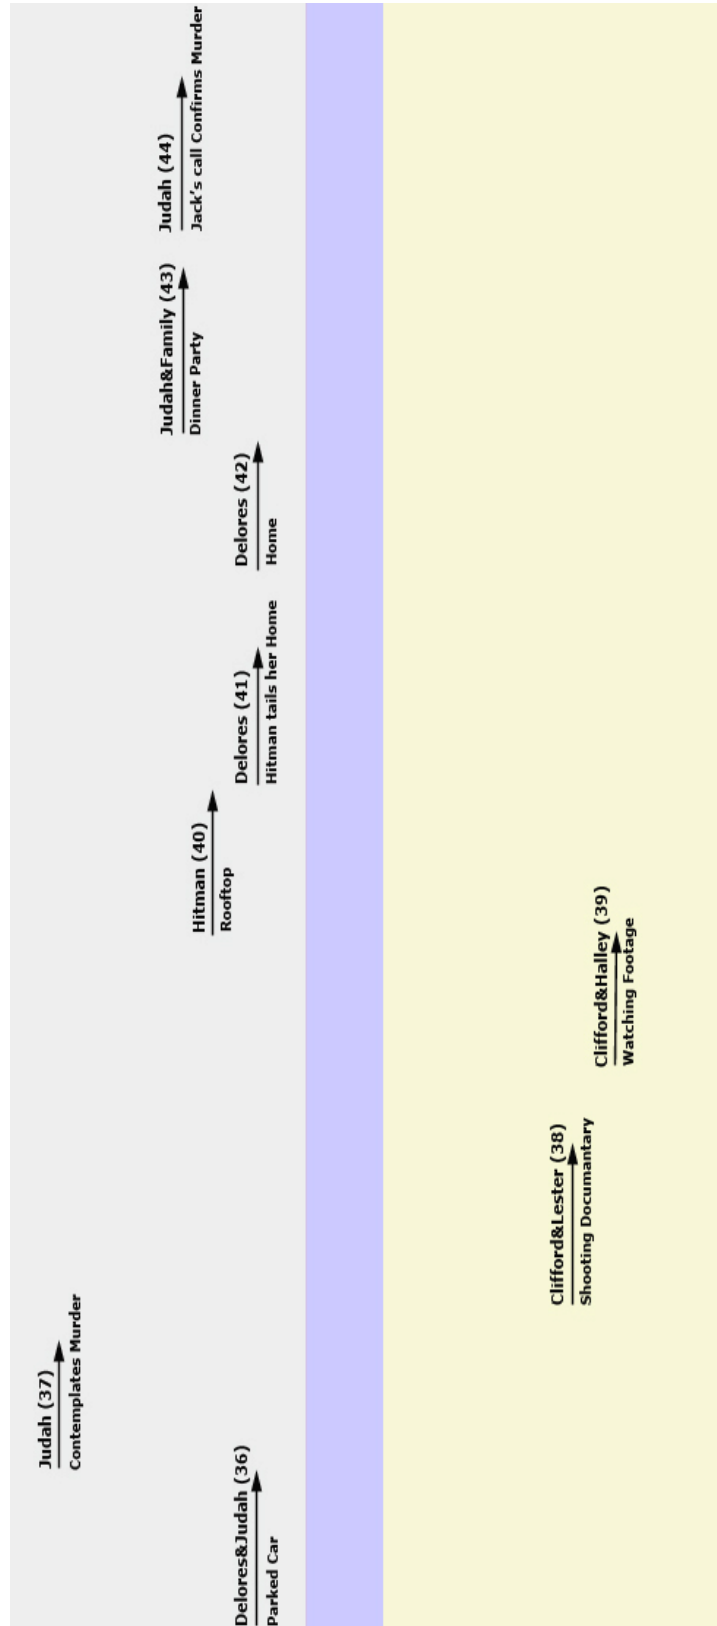 Delores&Judah (36)
Parked Car
Judah (37)
Contemplates Murder
Clifford&Lester (38)
Shooting Documantary
Clifford&Halley (39)
Watching Footage
Hitman (40)
Rooftop
Delores (41)
Hitman tails her Home
Delores (42)
Home
Judah&Family (43)
Dinner Party
Judah (44)
Jack's call Confirms Murder